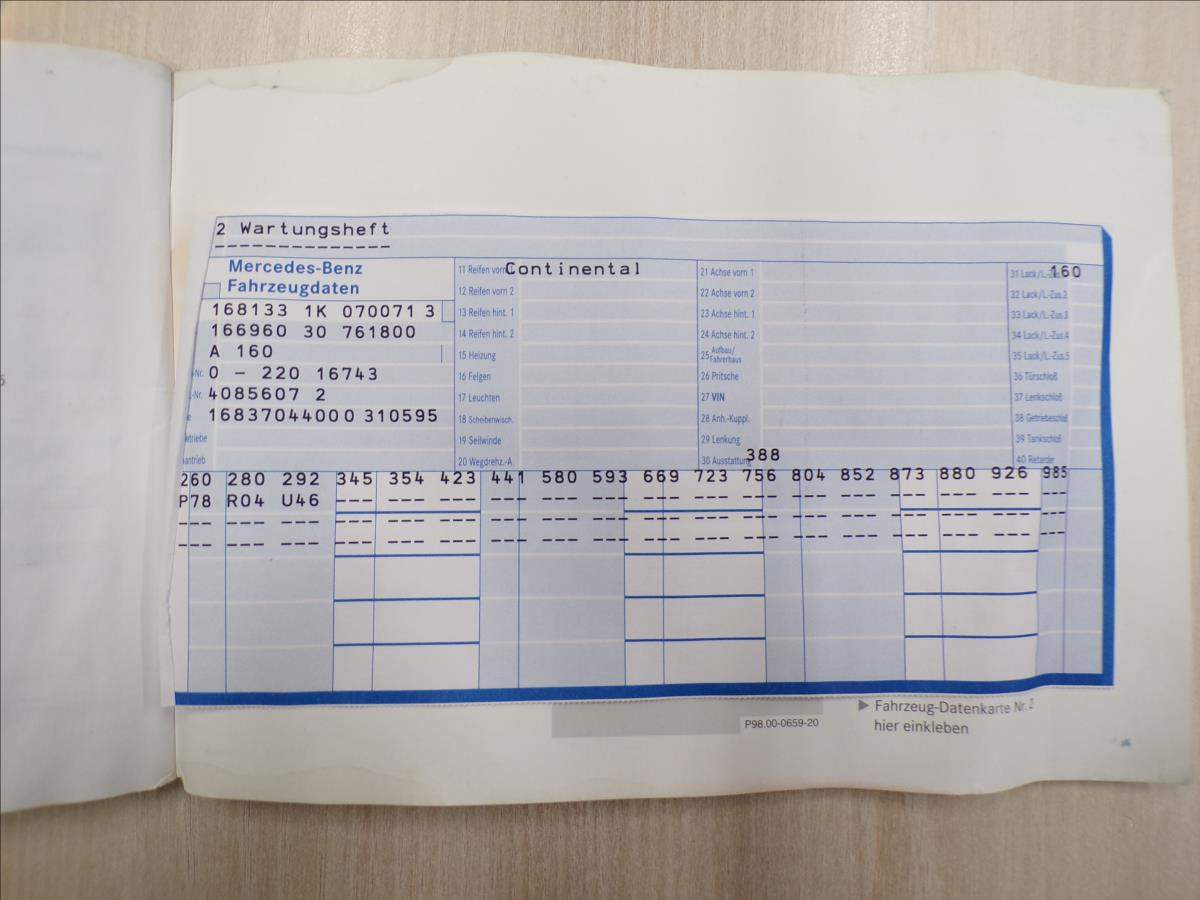 2 Wartungsheft
--------------
Mercedes-Benz
Fahrzeugdaten
168133 1K 070071 3
166960 30 761800
A 160
Nr. 0 - 220 16743
-Nr. 4085607 2
e 16837044000 310595
etriebe
antrieb
11 Reifen vorn Continental
12 Reifen vorn 2
13 Reifen hint. 1
14 Reifen hint. 2
15 Heizung
16 Felgen
17 Leuchten
18 Scheibenwisch.
19 Seilwinde
20 Wegdrehz.-A.
21 Achse vorn 1
22 Achse vorn 2
23 Achse hint. 1
24 Achse hint. 2
25 Aufbau/
Fahrerhaus
26 Pritsche
27 VIN
28 Anh.-Kuppl.
29 Lenkung
30 Ausstattung 388
31 Lack/L.-Zus. 160
32 Lack/L.-Zus.2
33 Lack/L.-Zus.3
34 Lack/L.-Zus.4
35 Lack/L.-Zus.5
36 Türschloß
37 Lenkschloß
38 Getriebeschloß
39 Tankschloß
40 Retarder
260 280 292 345 354 423 441 580 593 669 723 756 804 852 873 880 926 985
P78 R04 U46 --- --- --- --- --- --- --- --- --- --- --- --- --- --- ---
--- --- --- --- --- --- --- --- --- --- --- --- --- --- --- --- --- ---
--- --- --- --- --- --- --- --- --- --- --- --- --- --- --- --- --- ---
P98.00-0659-20
▶ Fahrzeug-Datenkarte Nr. 2
hier einkleben